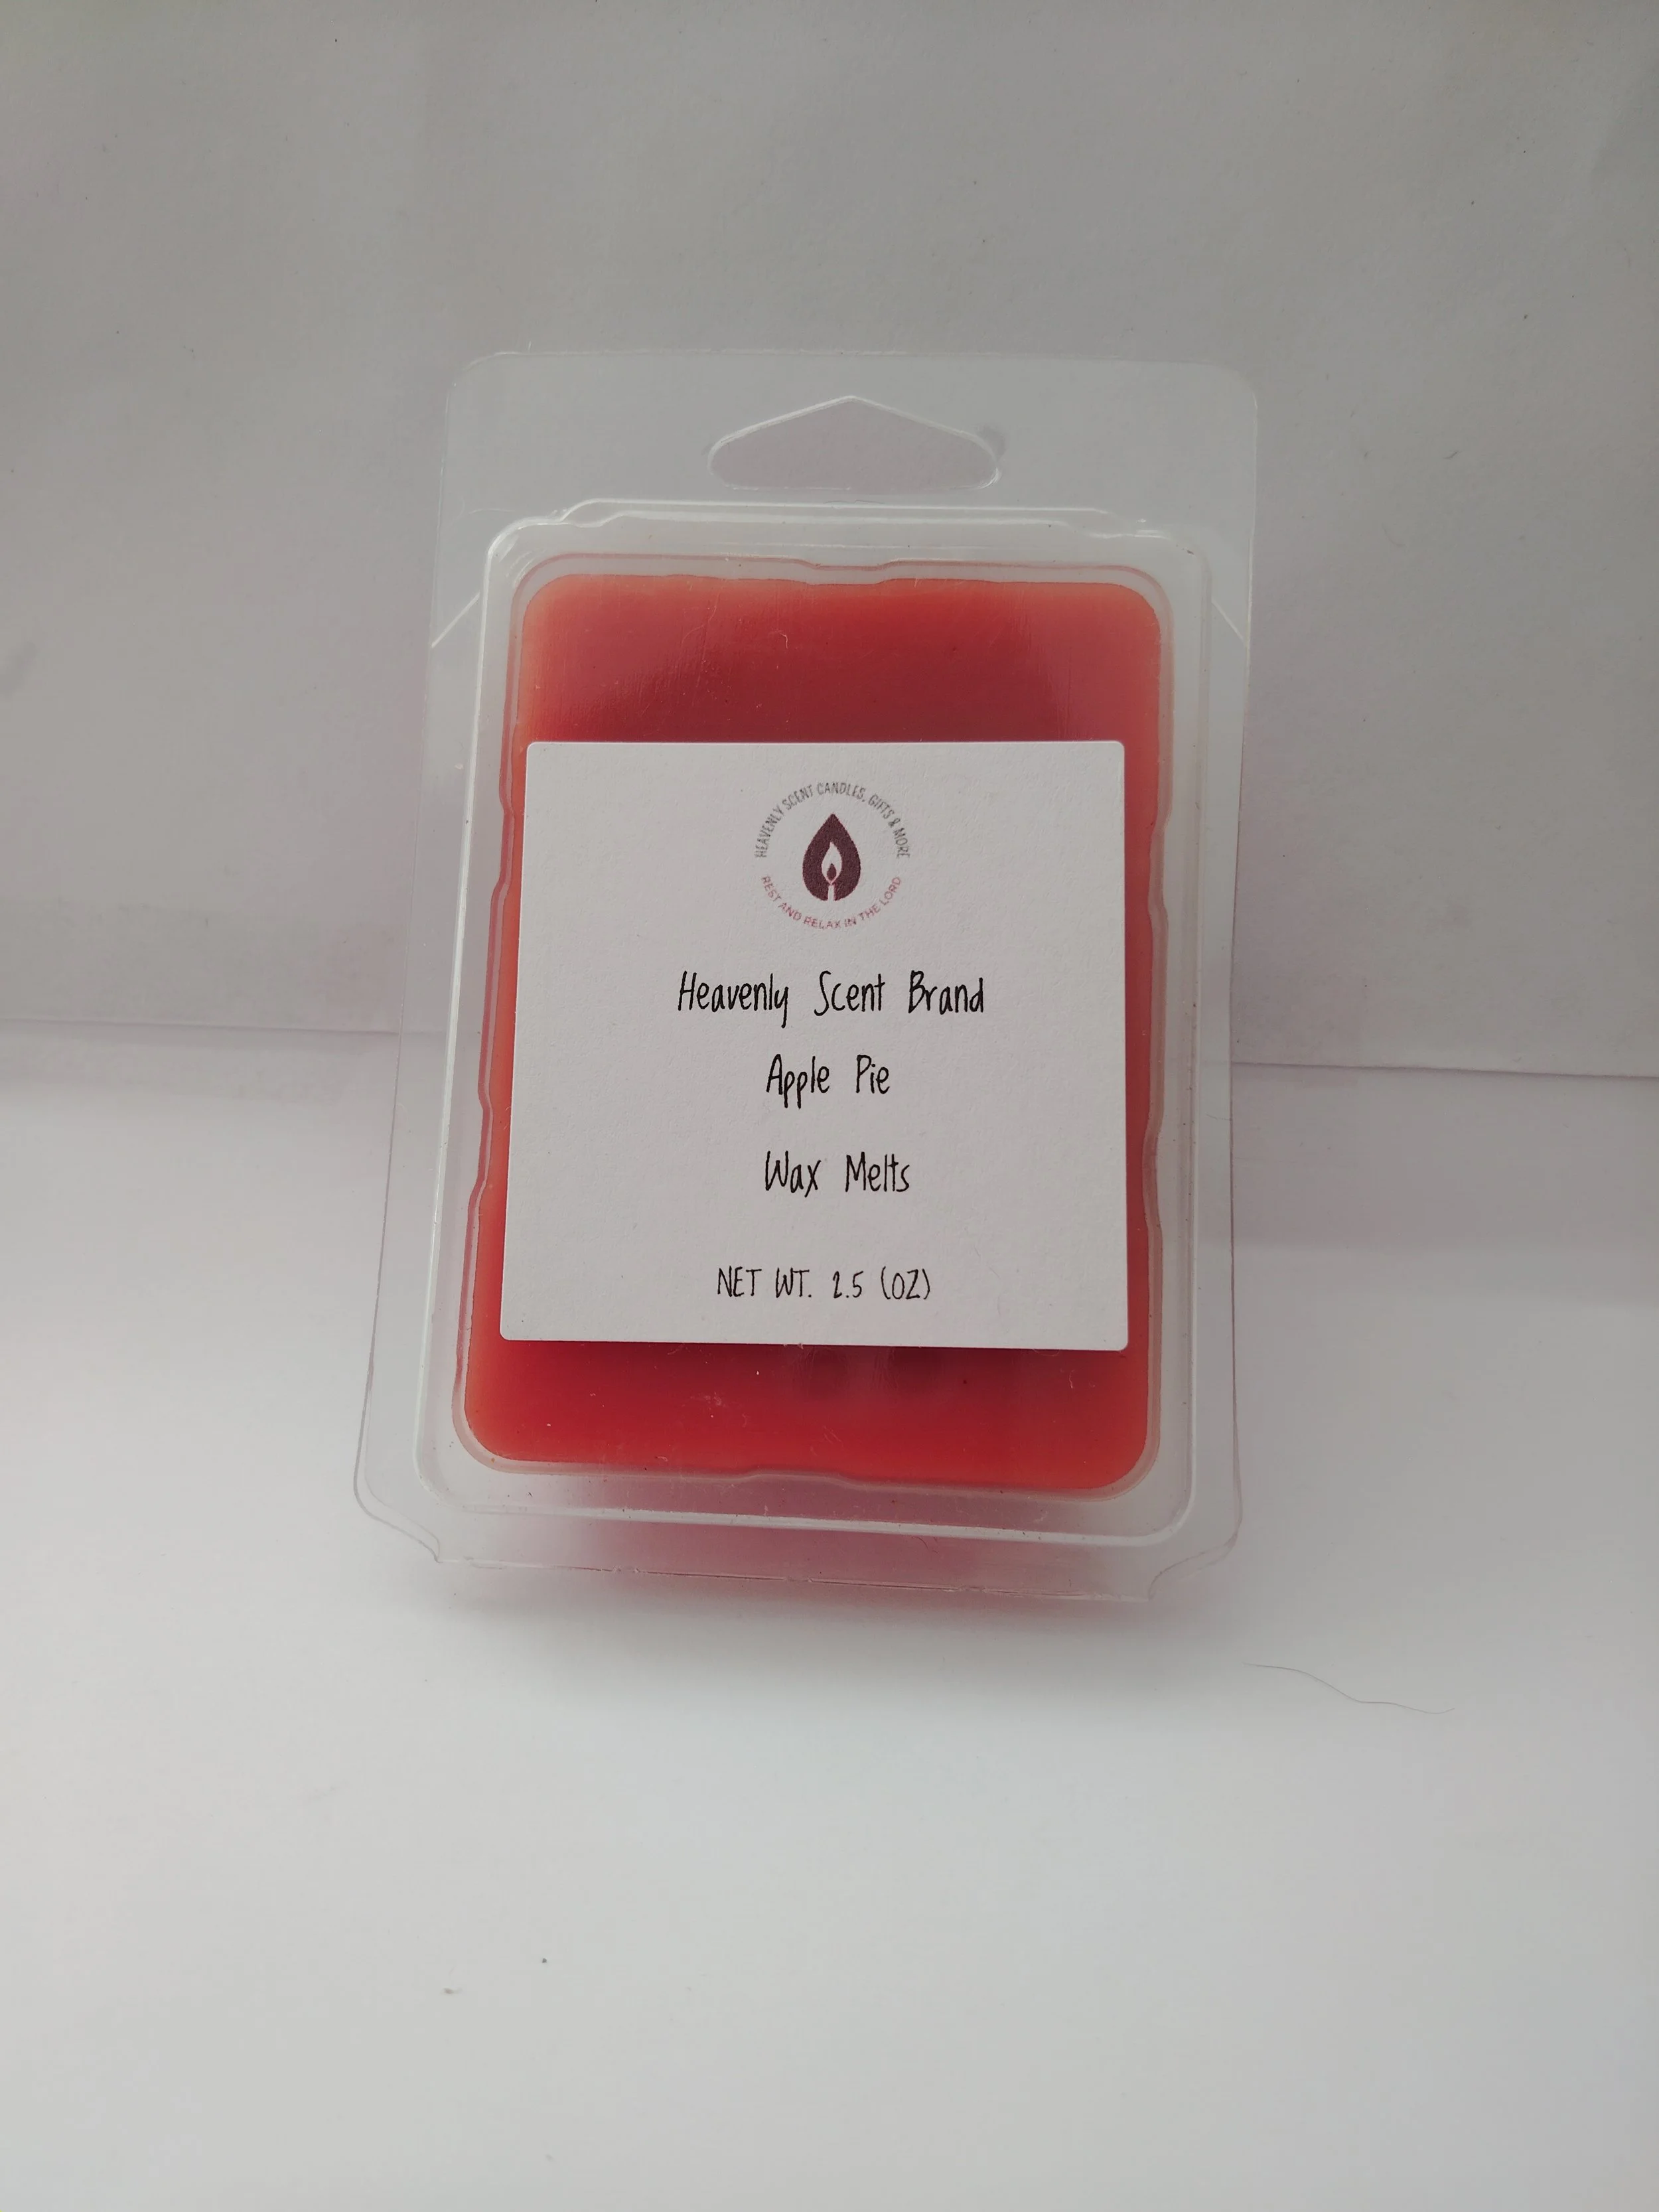 HEAVENLY SCENT CANDLES, GIFTS & MORE
REST AND RELAX IN THE LORD
Heavenly Scent Brand
Apple Pie
Wax Melts
NET WT. 2.5 (OZ)